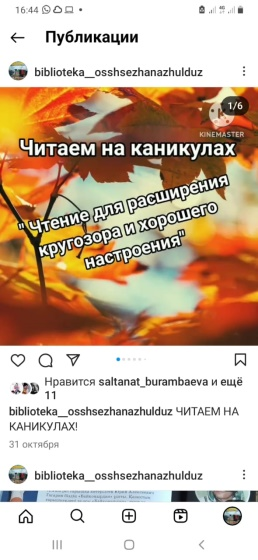 16:44
Публикации
biblioteka__osshsezhanazhulduz
1/6
KINEMASTER
Читаем на каникулах
"Чтение для расширения
кругозора и хорошего
настроения"
Нравится saltanat_burambaeva и ещё
11
biblioteka__osshsezhanazhulduz ЧИТАЕМ НА
КАНИКУЛАХ!
31 октября
biblioteka__osshsezhanazhulduz